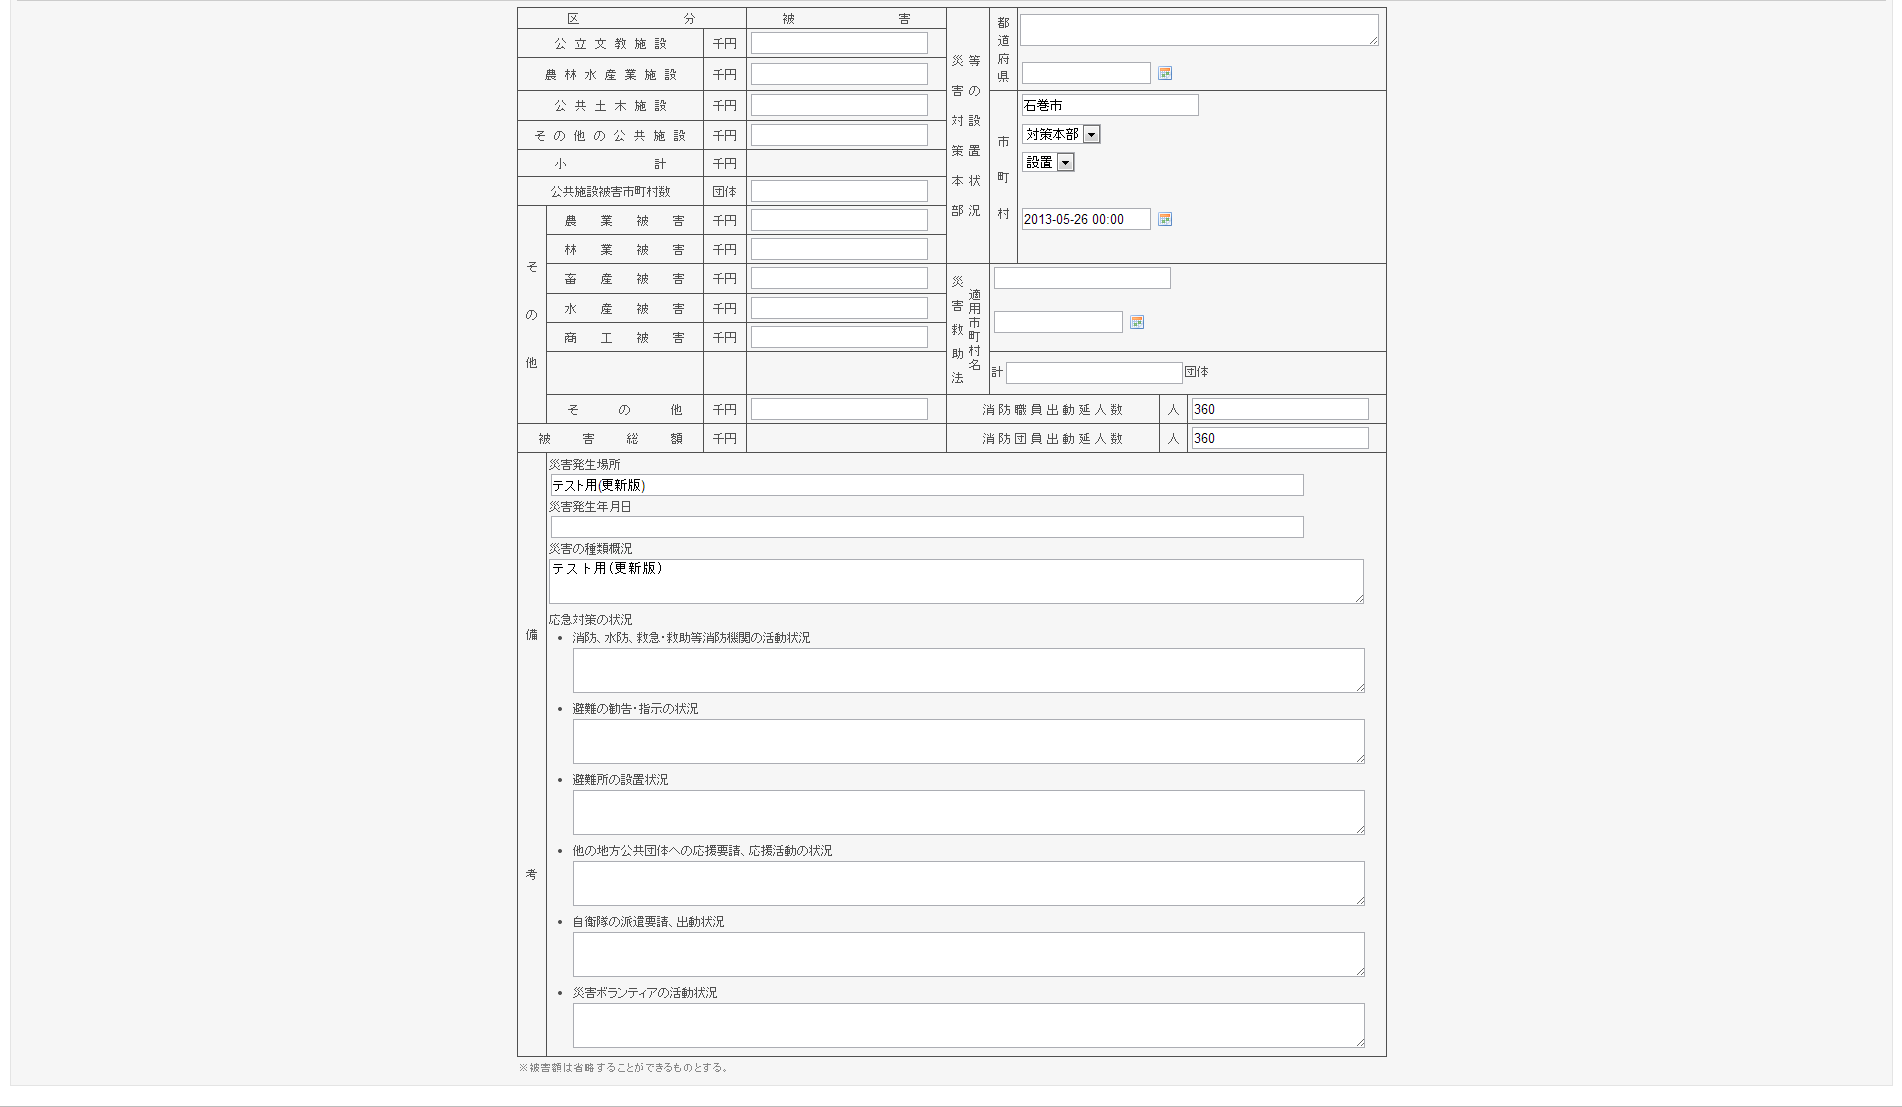 区 分 被 害
公立文教施設 千円
農林水産業施設 千円
公共土木施設 千円
その他の公共施設 千円
小 計 千円
公共施設被害市町村数 団体
その他
農業被害 千円
林業被害 千円
畜産被害 千円
水産被害 千円
商工被害 千円
その他 千円
被害総額 千円
災害対策本部
等の設置状況
都道府県
市町村
石巻市
対策本部
設置
2013-05-26 00:00
災害救助法
適用市町村名
計 団体
消防職員出動延人数 人 360
消防団員出動延人数 人 360
備考
災害発生場所
テスト用(更新版)
災害発生年月日
災害の種類概況
テスト用(更新版)
応急対策の状況
• 消防、水防、救急・救助等消防機関の活動状況
• 避難の勧告・指示の状況
• 避難所の設置状況
• 他の地方公共団体への応援要請、応援活動の状況
• 自衛隊の派遣要請、出動状況
• 災害ボランティアの活動状況
※被害額は省略することができるものとする。